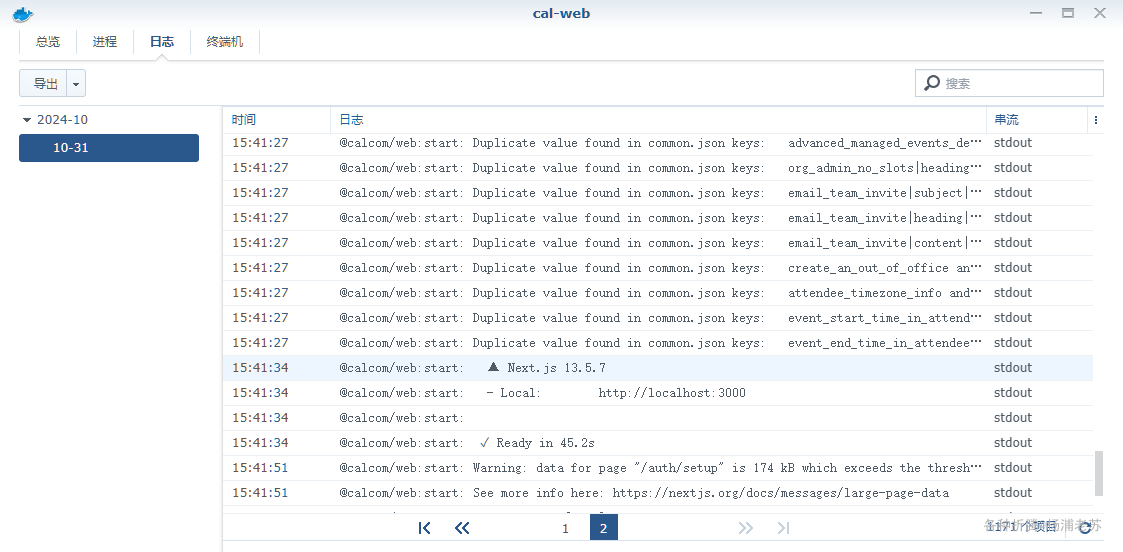 cal-web
总览 进程 日志 终端机
导出 搜索
2024-10
10-31
时间 日志 串流
15:41:27 @calcom/web:start: Duplicate value found in common.json keys: advanced_managed_events_de··· stdout
15:41:27 @calcom/web:start: Duplicate value found in common.json keys: org_admin_no_slots|heading··· stdout
15:41:27 @calcom/web:start: Duplicate value found in common.json keys: email_team_invite|subject|··· stdout
15:41:27 @calcom/web:start: Duplicate value found in common.json keys: email_team_invite|heading|··· stdout
15:41:27 @calcom/web:start: Duplicate value found in common.json keys: email_team_invite|content|··· stdout
15:41:27 @calcom/web:start: Duplicate value found in common.json keys: create_an_out_of_office an··· stdout
15:41:27 @calcom/web:start: Duplicate value found in common.json keys: attendee_timezone_info and··· stdout
15:41:27 @calcom/web:start: Duplicate value found in common.json keys: event_start_time_in_attend··· stdout
15:41:27 @calcom/web:start: Duplicate value found in common.json keys: event_end_time_in_attendee··· stdout
15:41:34 @calcom/web:start: ▲ Next.js 13.5.7 stdout
15:41:34 @calcom/web:start: - Local: http://localhost:3000 stdout
15:41:34 @calcom/web:start: stdout
15:41:34 @calcom/web:start: ✓ Ready in 45.2s stdout
15:41:51 @calcom/web:start: Warning: data for page "/auth/setup" is 174 kB which exceeds the thresh··· stdout
15:41:51 @calcom/web:start: See more info here: https://nextjs.org/docs/messages/large-page-data stdout
1 2 1171 个项目